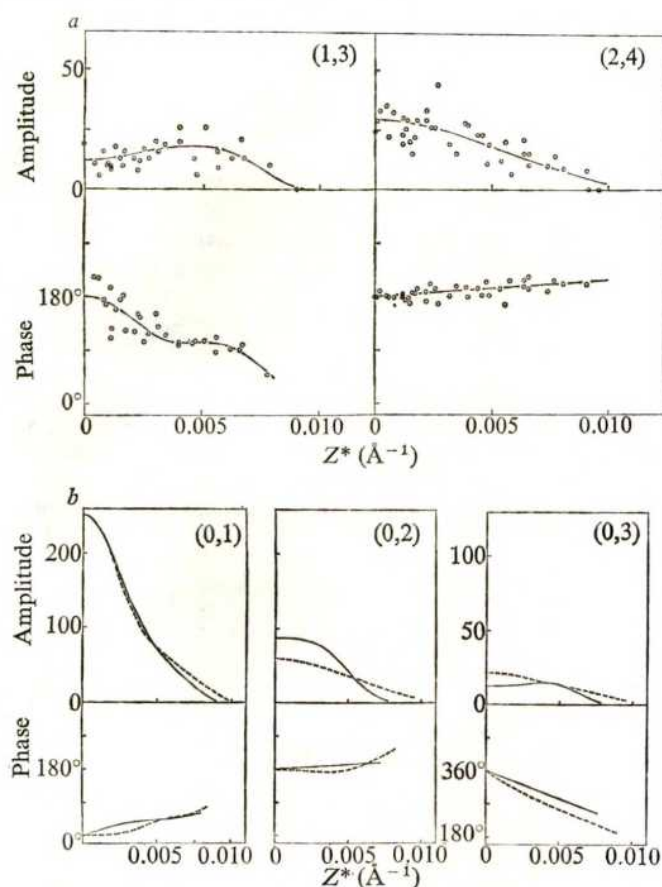 a
(1,3) (2,4)
50
Amplitude
0
180°
Phase
0°
0 0.005 0.010 0 0.005 0.010
Z* (Å⁻¹)
b
(0,1) (0,2) (0,3)
200 100
Amplitude
100 50
0 0
Phase
180° 360°
0° 180°
0.005 0.010 0 0.005 0.010 0 0.005 0.010
Z* (Å⁻¹)